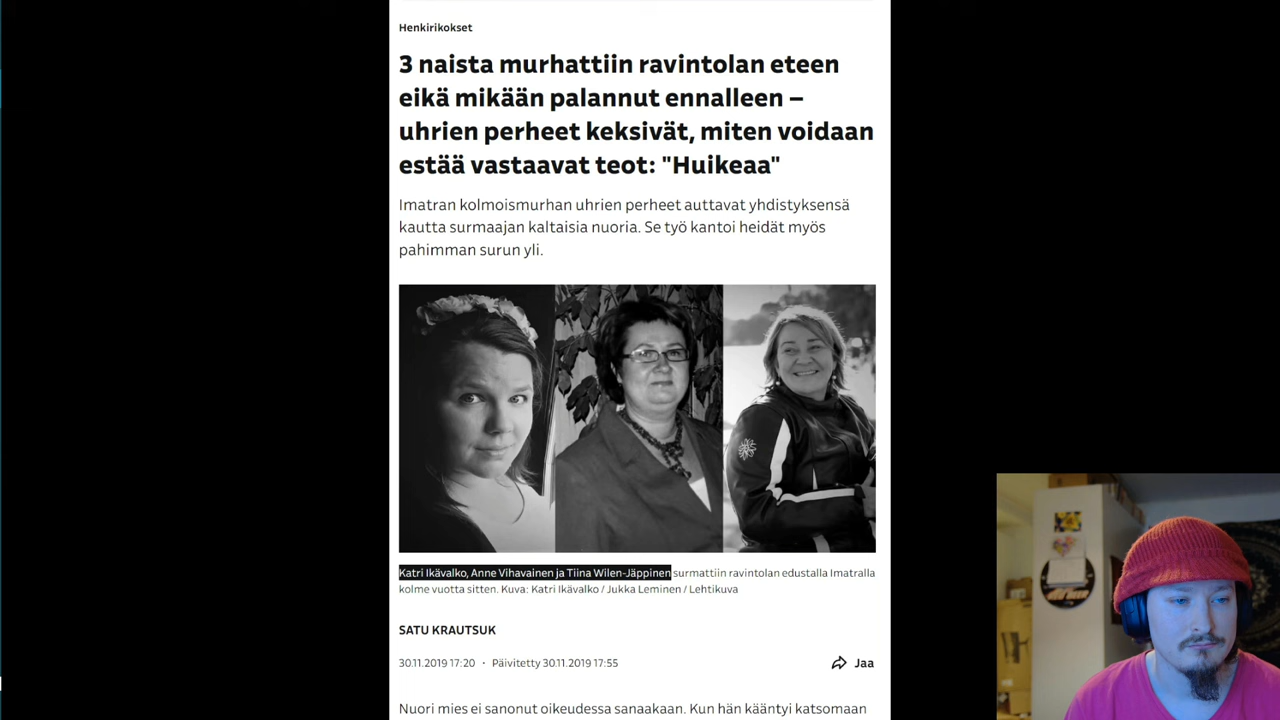 Henkirikokset
3 naista murhattiin ravintolan eteen
eikä mikään palannut ennalleen –
uhrien perheet keksivät, miten voidaan
estää vastaavat teot: "Huikeaa"
Imatran kolmoismurhan uhrien perheet auttavat yhdistyksensä
kautta surmaajan kaltaisia nuoria. Se työ kantoi heidät myös
pahimman surun yli.
Katri Ikävalko, Anne Vihavainen ja Tiina Wilen-Jäppinen surmattiin ravintolan edustalla Imatralla
kolme vuotta sitten. Kuva: Katri Ikävalko / Jukka Leminen / Lehtikuva
SATU KRAUTSUK
30.11.2019 17:20 · Päivitetty 30.11.2019 17:55
Jaa
Nuori mies ei sanonut oikeudessa sanaakaan. Kun hän kääntyi katsomaan